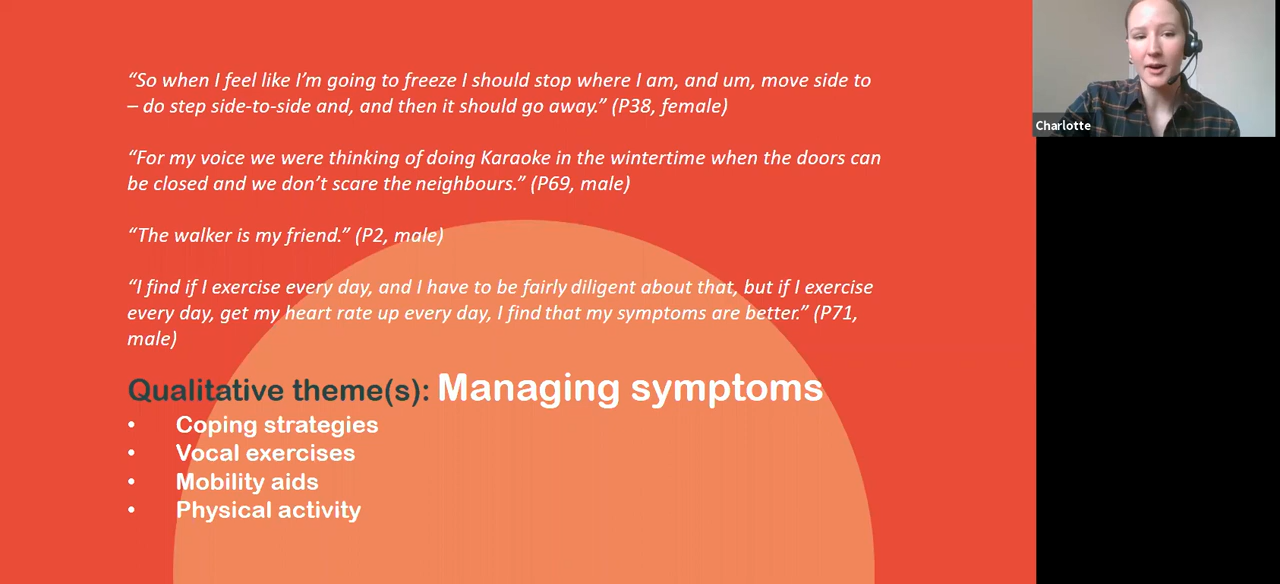 “So when I feel like I’m going to freeze I should stop where I am, and um, move side to
– do step side-to-side and, and then it should go away.” (P38, female)
“For my voice we were thinking of doing Karaoke in the wintertime when the doors can
be closed and we don’t scare the neighbours.” (P69, male)
“The walker is my friend.” (P2, male)
“I find if I exercise every day, and I have to be fairly diligent about that, but if I exercise
every day, get my heart rate up every day, I find that my symptoms are better.” (P71,
male)
Qualitative theme(s): Managing symptoms
• Coping strategies
• Vocal exercises
• Mobility aids
• Physical activity
Charlotte